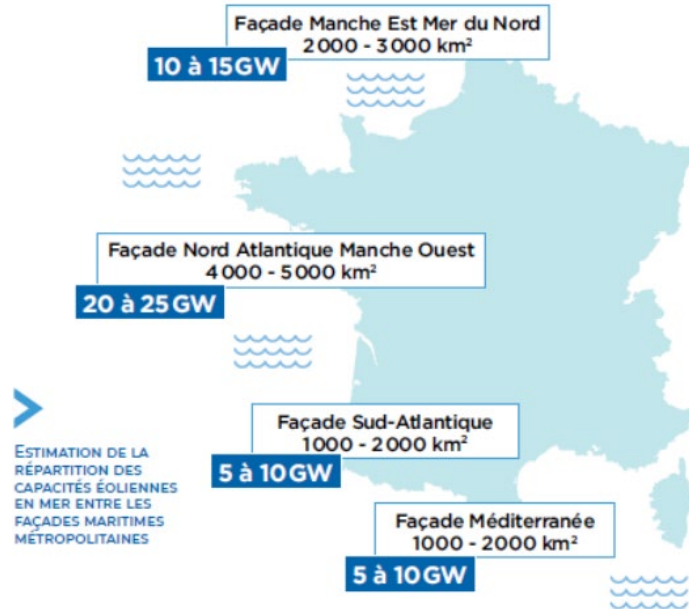 Façade Manche Est Mer du Nord
2000 - 3000 km²
10 à 15GW
Façade Nord Atlantique Manche Ouest
4000 - 5000 km²
20 à 25GW
Façade Sud-Atlantique
1000 - 2000 km²
5 à 10GW
ESTIMATION DE LA
RÉPARTITION DES
CAPACITÉS ÉOLIENNES
EN MER ENTRE LES
FAÇADES MARITIMES
MÉTROPOLITAINES
Façade Méditerranée
1000 - 2000 km²
5 à 10GW